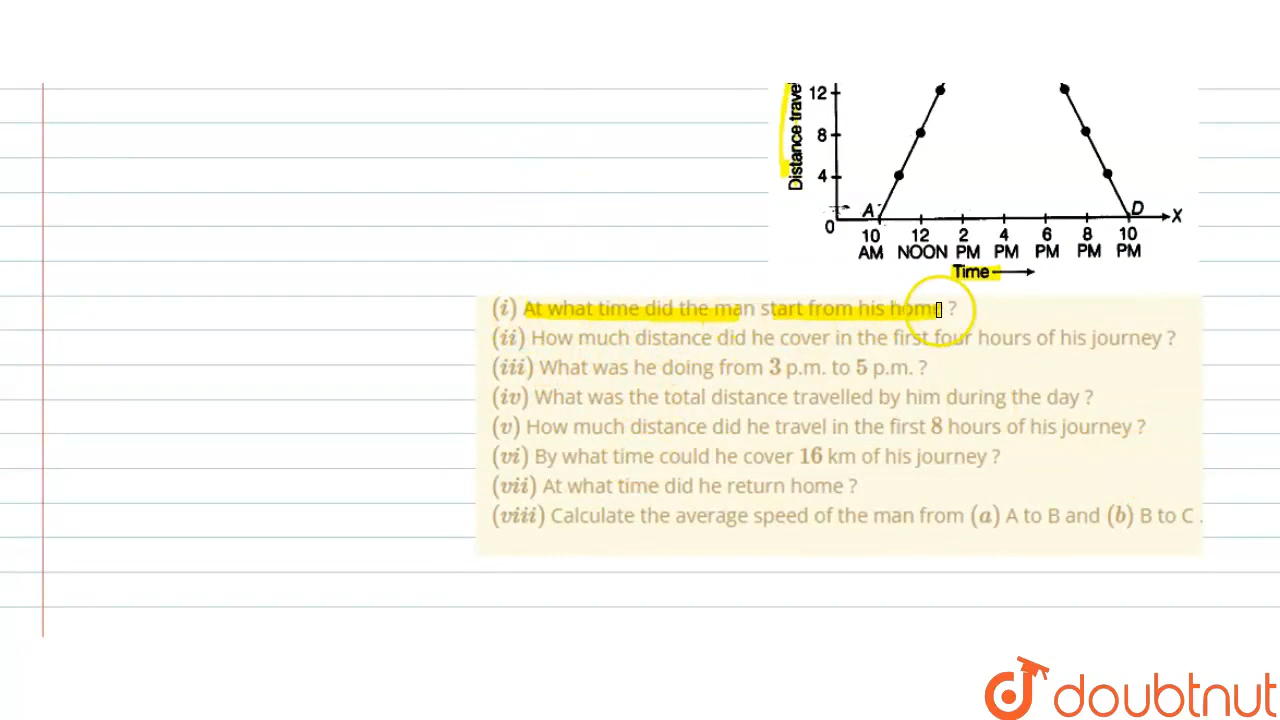 12
8
4
0
Distance trave
A
D
X
10 12 2 4 6 8 10
AM NOON PM PM PM PM PM
Time
(i) At what time did the man start from his home ?
(ii) How much distance did he cover in the first four hours of his journey ?
(iii) What was he doing from 3 p.m. to 5 p.m. ?
(iv) What was the total distance travelled by him during the day ?
(v) How much distance did he travel in the first 8 hours of his journey ?
(vi) By what time could he cover 16 km of his journey ?
(vii) At what time did he return home ?
(viii) Calculate the average speed of the man from (a) A to B and (b) B to C .
doubtnut